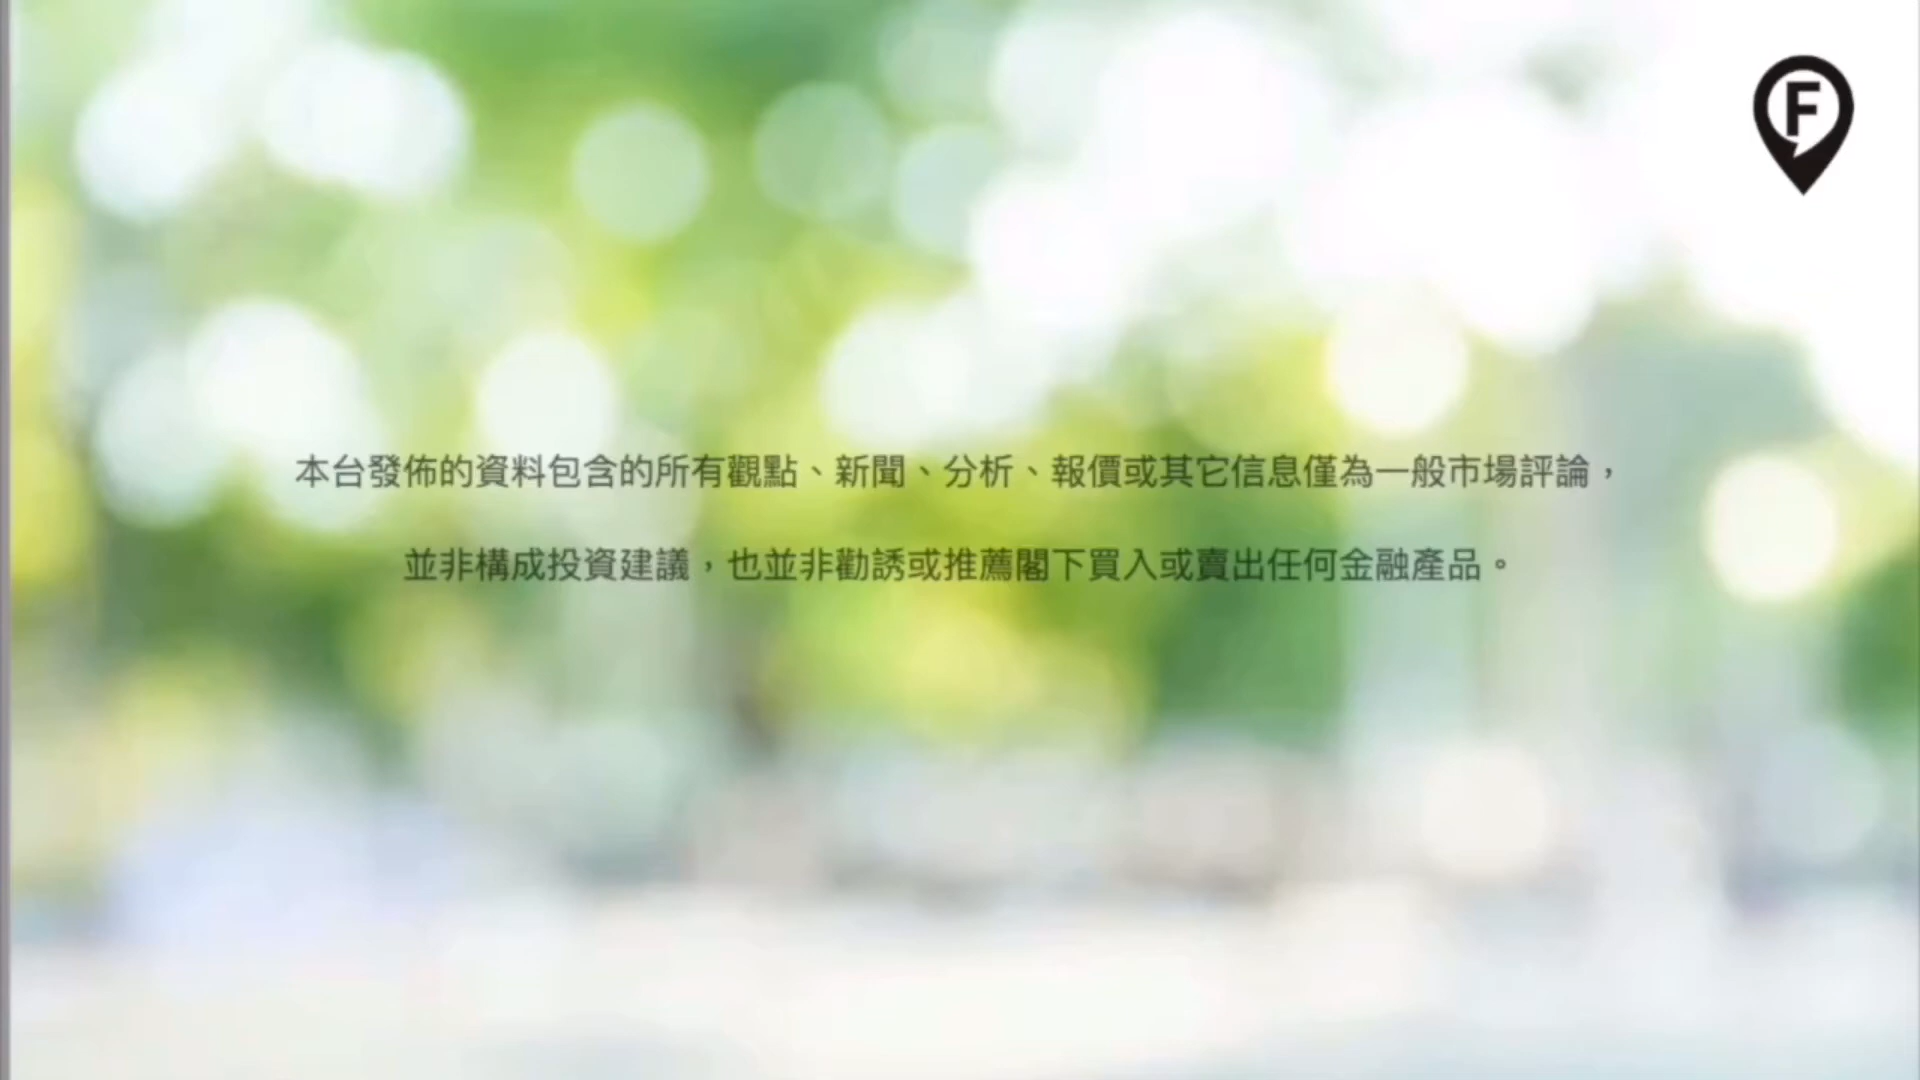 F
本台發佈的資料包含的所有觀點、新聞、分析、報價或其它信息僅為一般市場評論，
並非構成投資建議，也並非勸誘或推薦閣下買入或賣出任何金融產品。